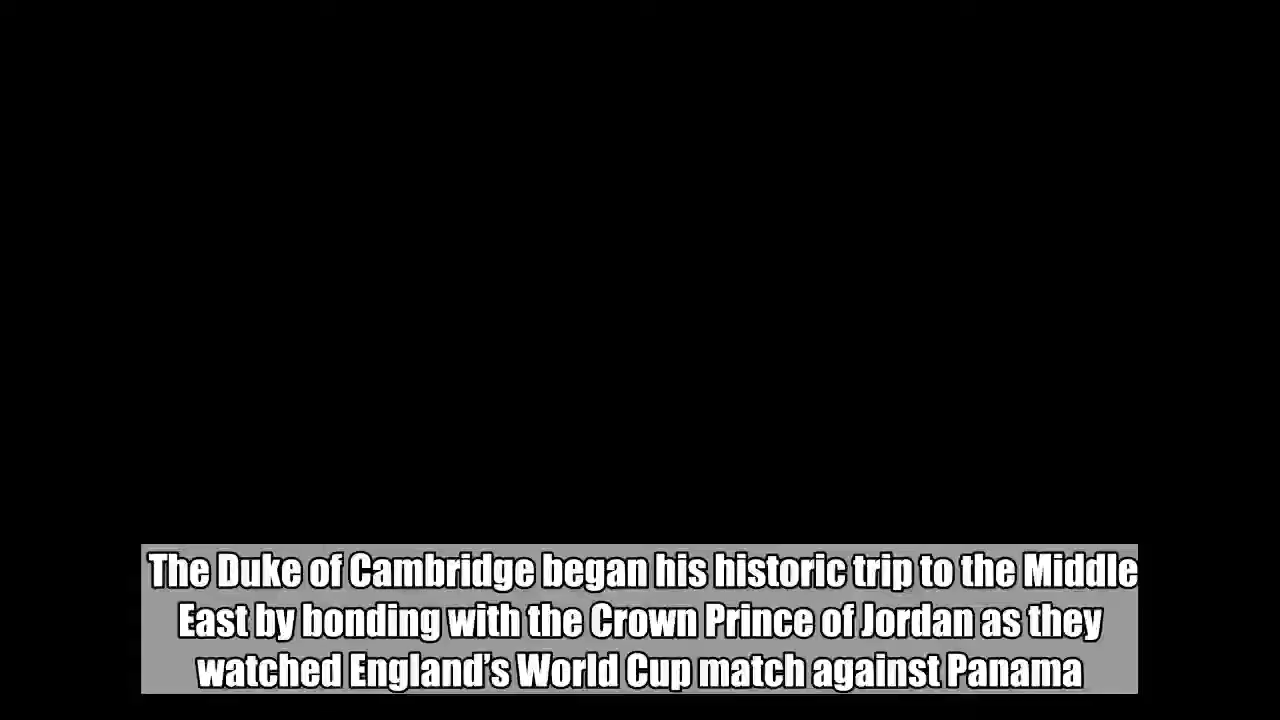 The Duke of Cambridge began his historic trip to the Middle
East by bonding with the Crown Prince of Jordan as they
watched England’s World Cup match against Panama